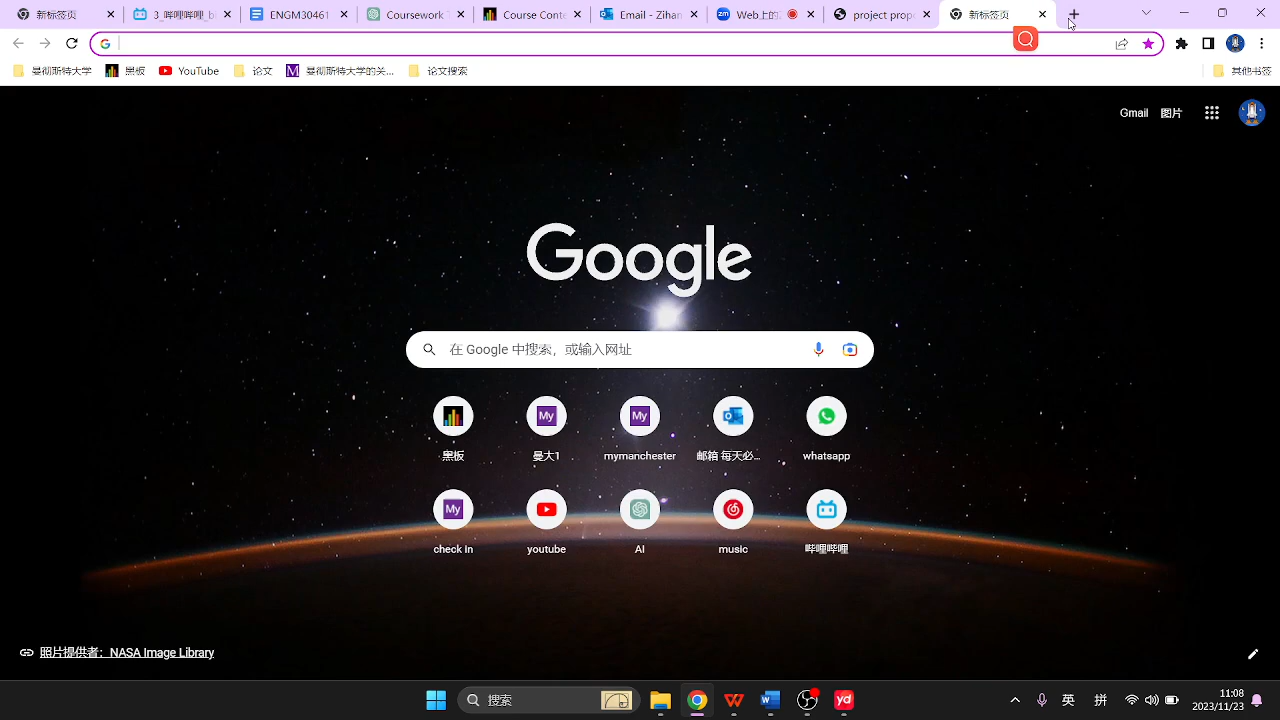 新标签页
3_哔哩哔哩_bi
ENGM30461
Coursework T
Course Conte
Email - Zihan
Web上的
project propo
新标签页
曼彻斯特大学
黑板
YouTube
论文
曼彻斯特大学的关...
论文搜索
其他书签
Gmail
图片
Google
在 Google 中搜索，或输入网址
黑板
曼大1
mymanchester
邮箱 每天必...
whatsapp
check in
youtube
AI
music
哔哩哔哩
照片提供者：NASA Image Library
搜索
英
拼
11:08
2023/11/23